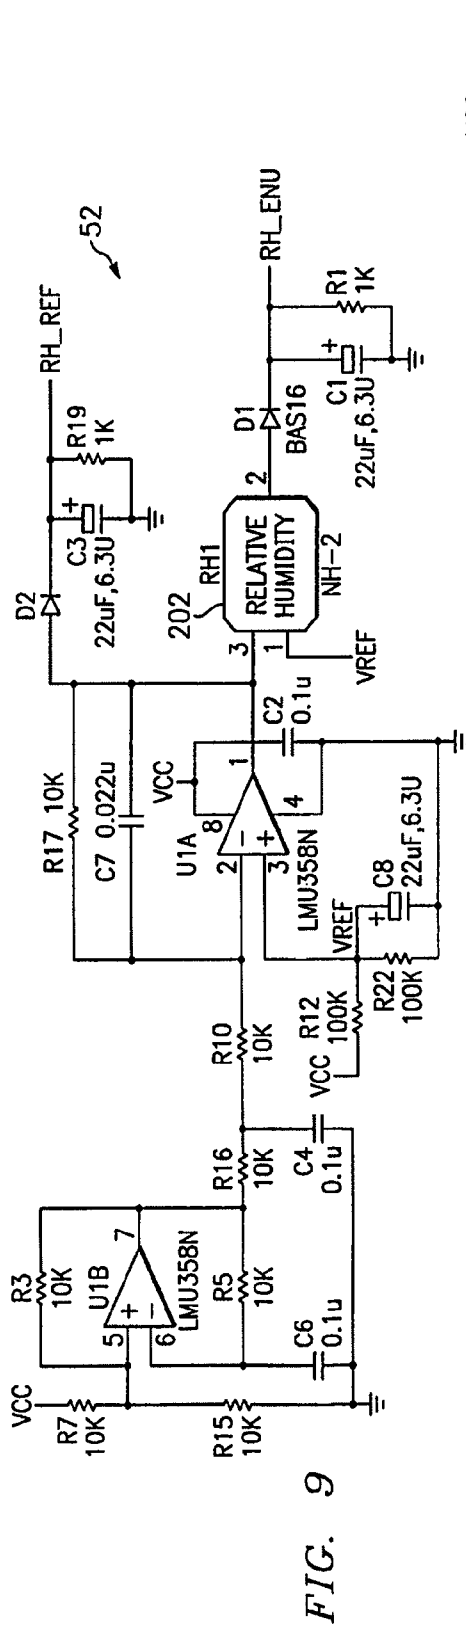 VCC
R7
10K
R15
10K
R3
10K
U1B
5
6
7
+
−
LMU358N
R5
10K
C6
0.1u
R16
10K
C4
0.1u
R10
10K
R17 10K
C7 0.022u
U1A
VCC
8
2
3
1
4
−
+
LMU358N
C2
0.1u
VCC
R12
100K
VREF
R22
100K
+
C8
22uF,6.3U
D2
C3
+
22uF,6.3U
R19
1K
RH_REF
52
202
RH1
RELATIVE
HUMIDITY
NH-2
3
1
2
VREF
D1
BAS16
+
C1
22uF,6.3U
R1
1K
RH_ENU
FIG. 9